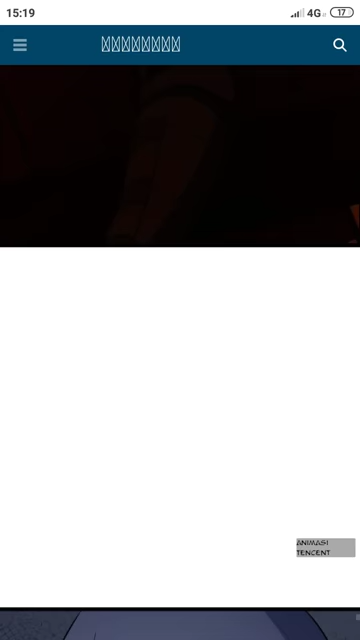 15:19
4G
17
ANIMASI
TENCENT